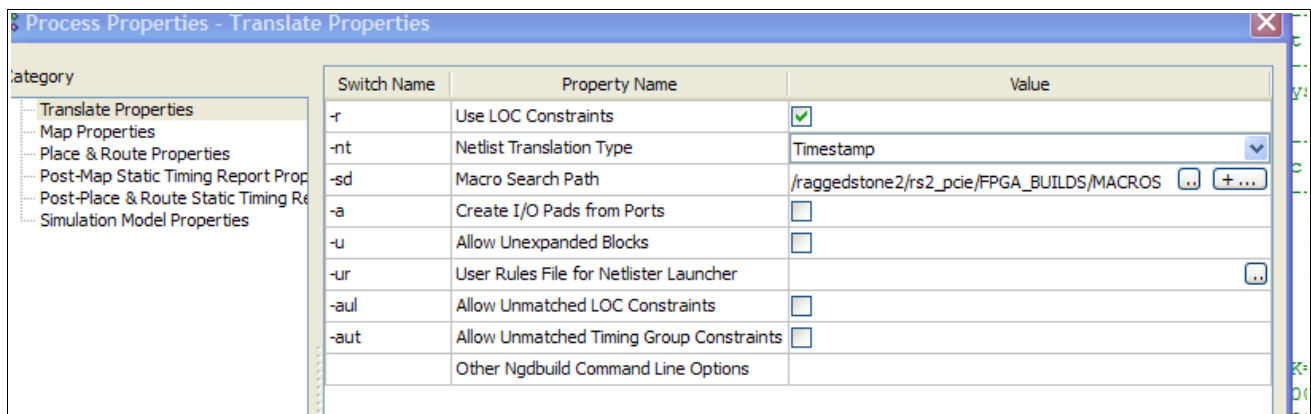 Process Properties - Translate Properties
ategory
Translate Properties
Map Properties
Place & Route Properties
Post-Map Static Timing Report Prop
Post-Place & Route Static Timing Re
Simulation Model Properties
Switch Name Property Name Value
-r Use LOC Constraints
-nt Netlist Translation Type Timestamp
-sd Macro Search Path /raggedstone2/rs2_pcie/FPGA_BUILDS/MACROS .. + ...
-a Create I/O Pads from Ports
-u Allow Unexpanded Blocks
-ur User Rules File for Netlister Launcher ..
-aul Allow Unmatched LOC Constraints
-aut Allow Unmatched Timing Group Constraints
Other Ngdbuild Command Line Options